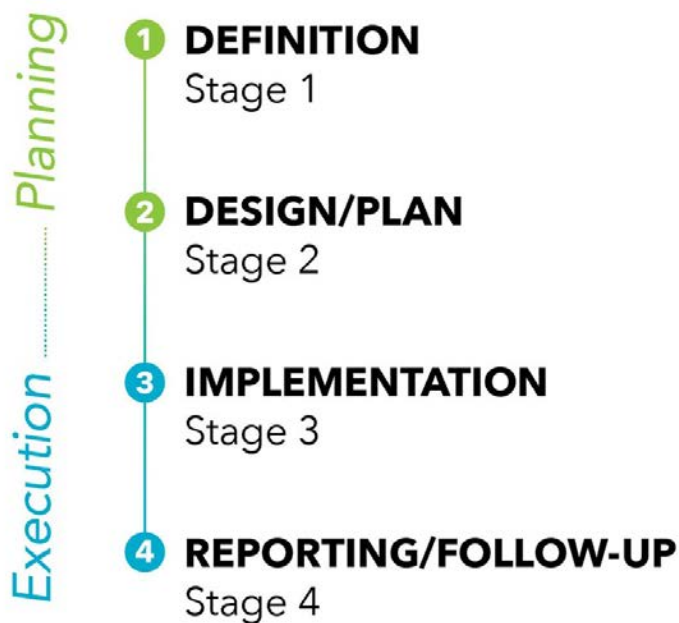 Planning
1 DEFINITION
Stage 1
2 DESIGN/PLAN
Stage 2
Execution
3 IMPLEMENTATION
Stage 3
4 REPORTING/FOLLOW-UP
Stage 4